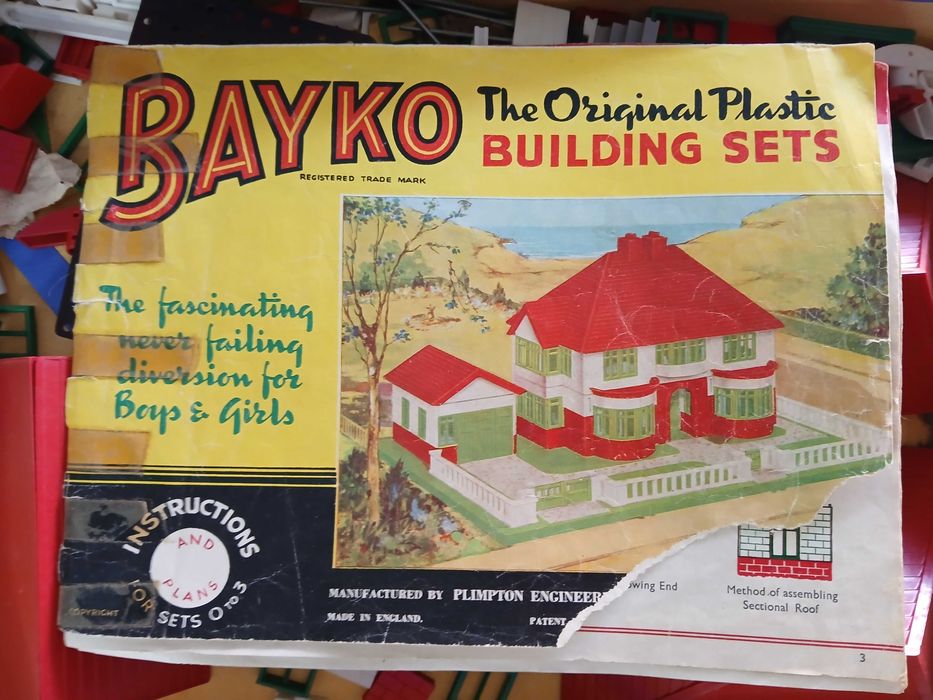 BAYKO
REGISTERED TRADE MARK
The Original Plastic
BUILDING SETS
The fascinating
never failing
diversion for
Boys & Girls
INSTRUCTIONS
AND
PLANS
FOR
SETS 0 TO 3
COPYRIGHT
MANUFACTURED BY PLIMPTON ENGINEER
MADE IN ENGLAND.
PATENT
owing End
Method of assembling
Sectional Roof
3